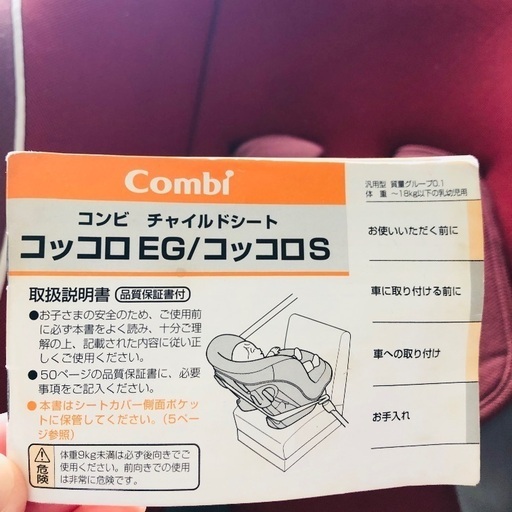 Combi
コンビ チャイルドシート
コッコロEG/コッコロS
取扱説明書 品質保証書付
●お子さまの安全のため、ご使用前
に必ず本書をよく読み、十分ご理
解の上、記載された内容に従い正
しくご使用ください。
●50ページの品質保証書に、必要
事項をご記入ください。
●本書はシートカバー側面ポケッ
トに保管してください。(5ペー
ジ参照)
危険
体重9kg未満は必ず後向きでご
使用ください。前向きでの使用
は非常に危険です。
汎用型 質量グループ0,1
体 重 〜18kg以下の乳幼児用
お使いいただく前に
車に取り付ける前に
車への取り付け
お手入れ